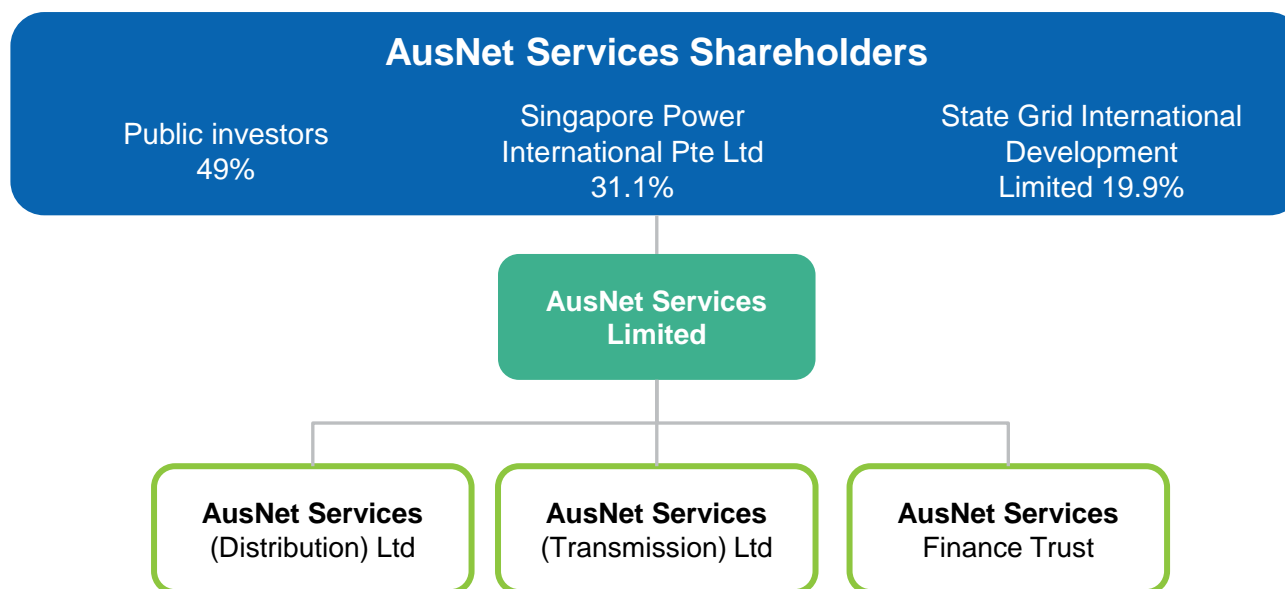 AusNet Services Shareholders
Public investors
49%
Singapore Power
International Pte Ltd
31.1%
State Grid International
Development
Limited 19.9%
AusNet Services
Limited
AusNet Services
(Distribution) Ltd
AusNet Services
(Transmission) Ltd
AusNet Services
Finance Trust